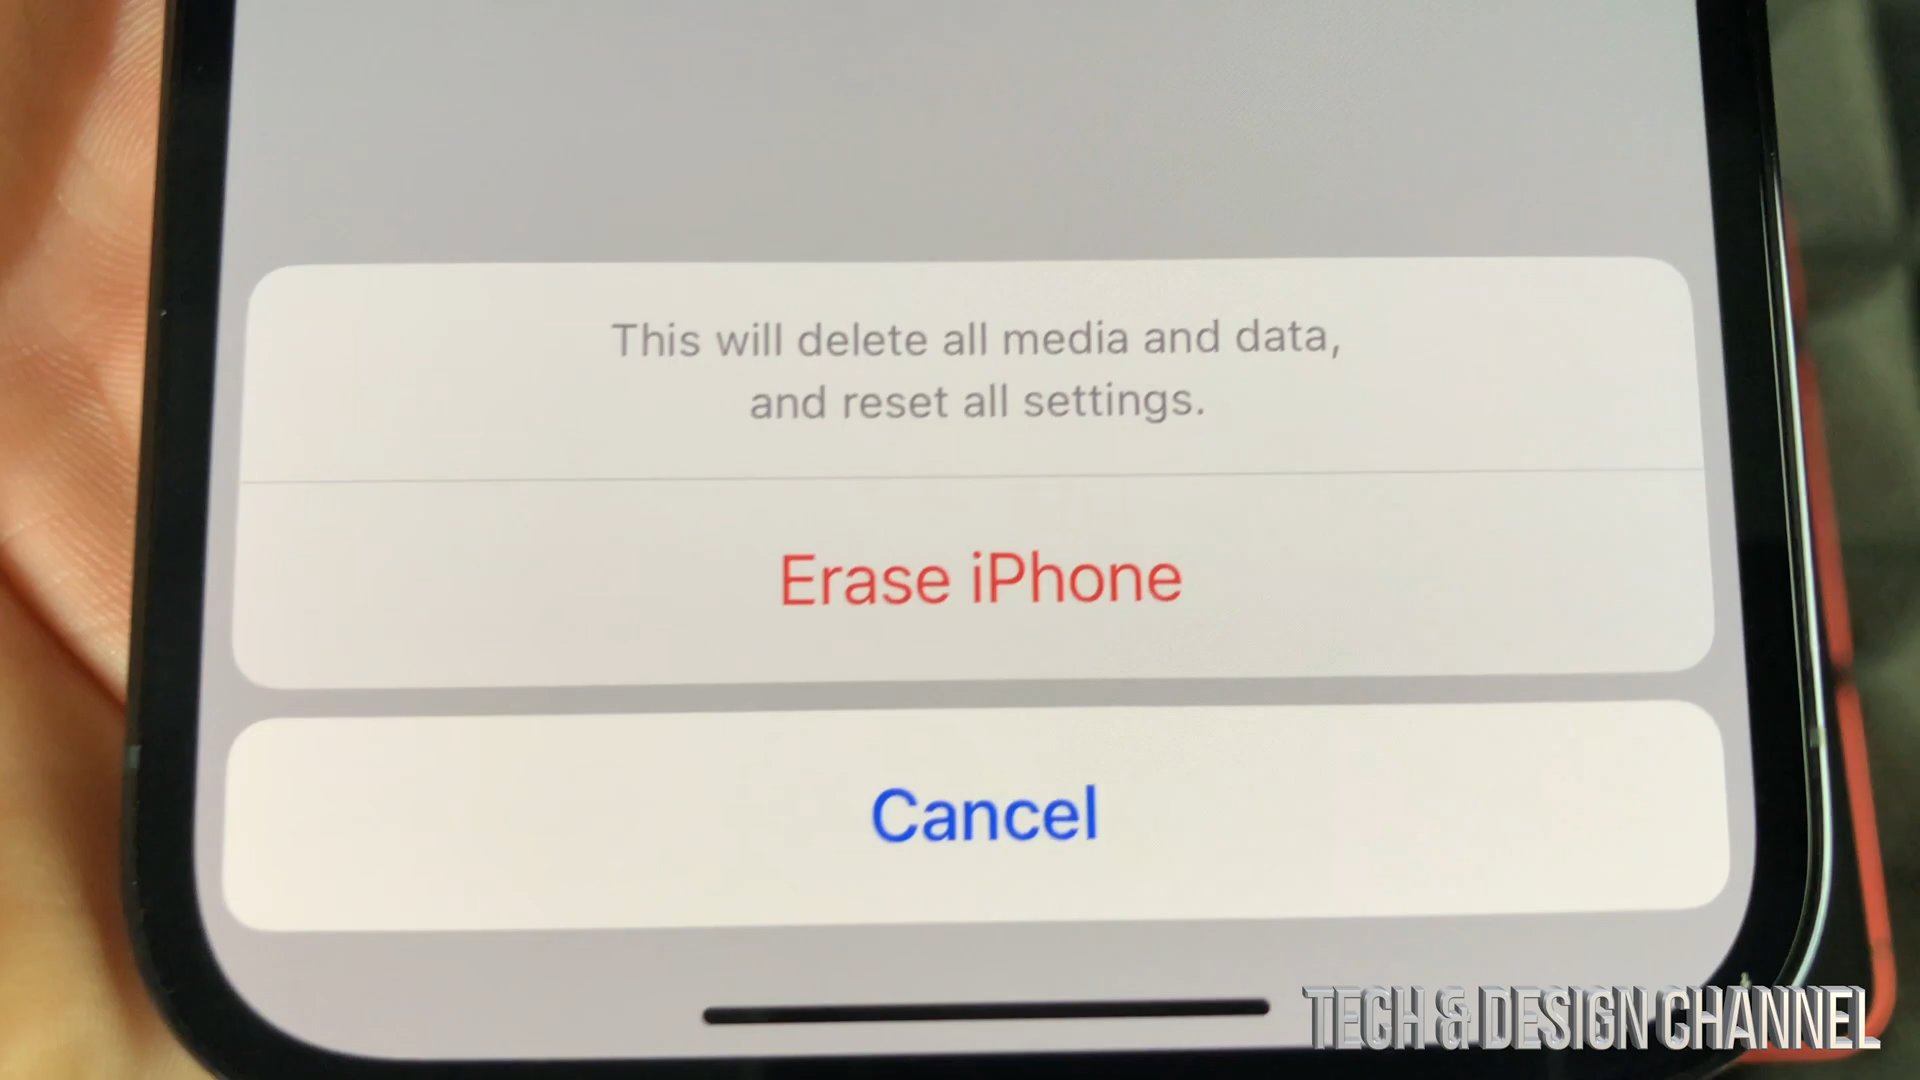 This will delete all media and data,
and reset all settings.
Erase iPhone
Cancel
TECH & DESIGN CHANNEL